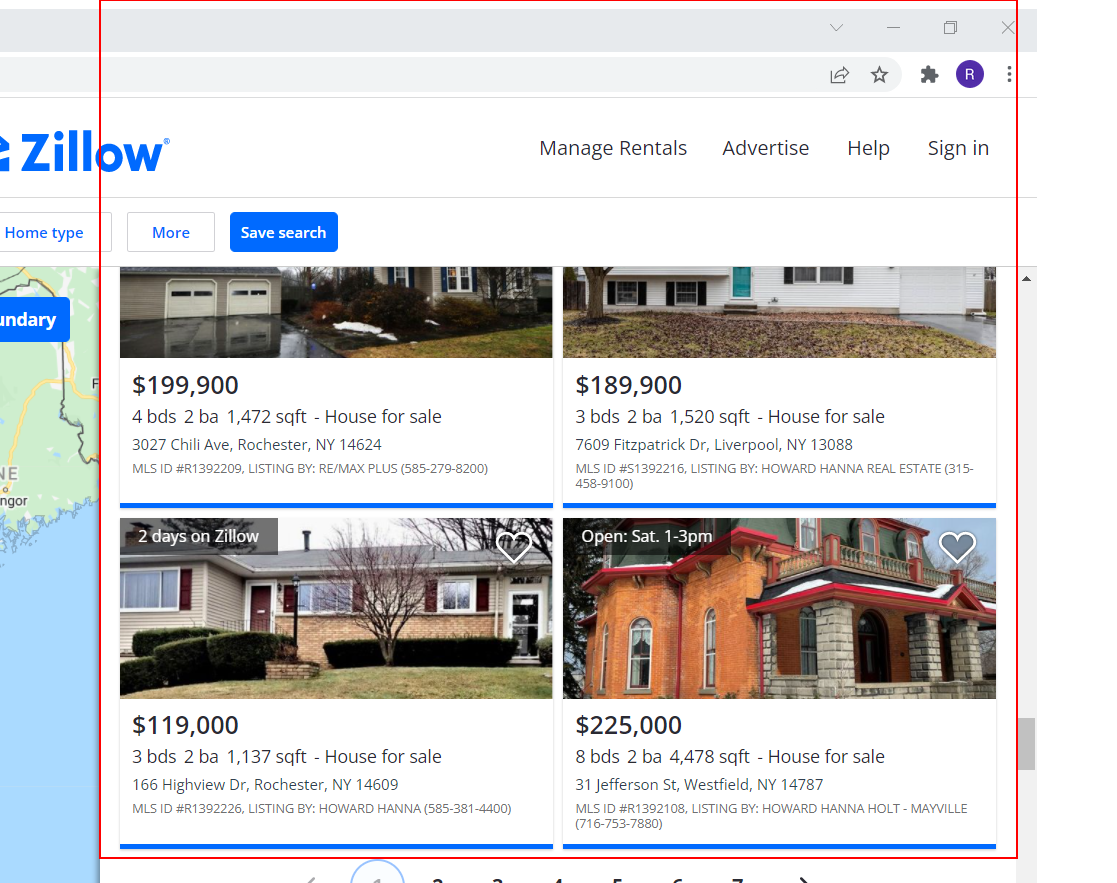 R
Zillow®
Manage Rentals Advertise Help Sign in
Home type More Save search
undary
F
NE
ngor
$199,900
4 bds 2 ba 1,472 sqft - House for sale
3027 Chili Ave, Rochester, NY 14624
MLS ID #R1392209, LISTING BY: RE/MAX PLUS (585-279-8200)
$189,900
3 bds 2 ba 1,520 sqft - House for sale
7609 Fitzpatrick Dr, Liverpool, NY 13088
MLS ID #S1392216, LISTING BY: HOWARD HANNA REAL ESTATE (315-
458-9100)
2 days on Zillow
$119,000
3 bds 2 ba 1,137 sqft - House for sale
166 Highview Dr, Rochester, NY 14609
MLS ID #R1392226, LISTING BY: HOWARD HANNA (585-381-4400)
Open: Sat. 1-3pm
$225,000
8 bds 2 ba 4,478 sqft - House for sale
31 Jefferson St, Westfield, NY 14787
MLS ID #R1392108, LISTING BY: HOWARD HANNA HOLT - MAYVILLE
(716-753-7880)
1 2 3 4 5 6 7